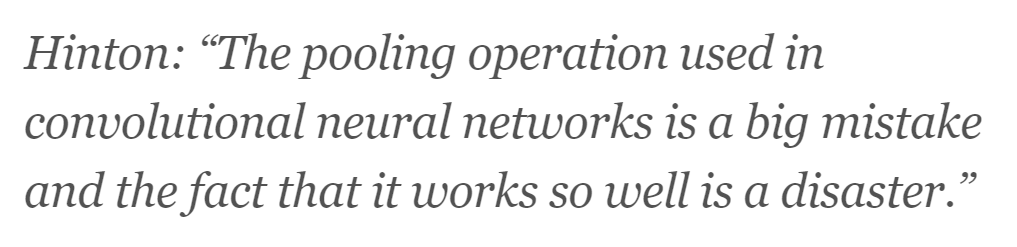 Hinton: “The pooling operation used in
convolutional neural networks is a big mistake
and the fact that it works so well is a disaster.”